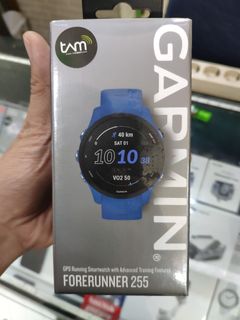 tam
GARMIN®
40 km
SAT 01
10 10 38
VO2 50
GPS Running Smartwatch with Advanced Training Features
FORERUNNER 255